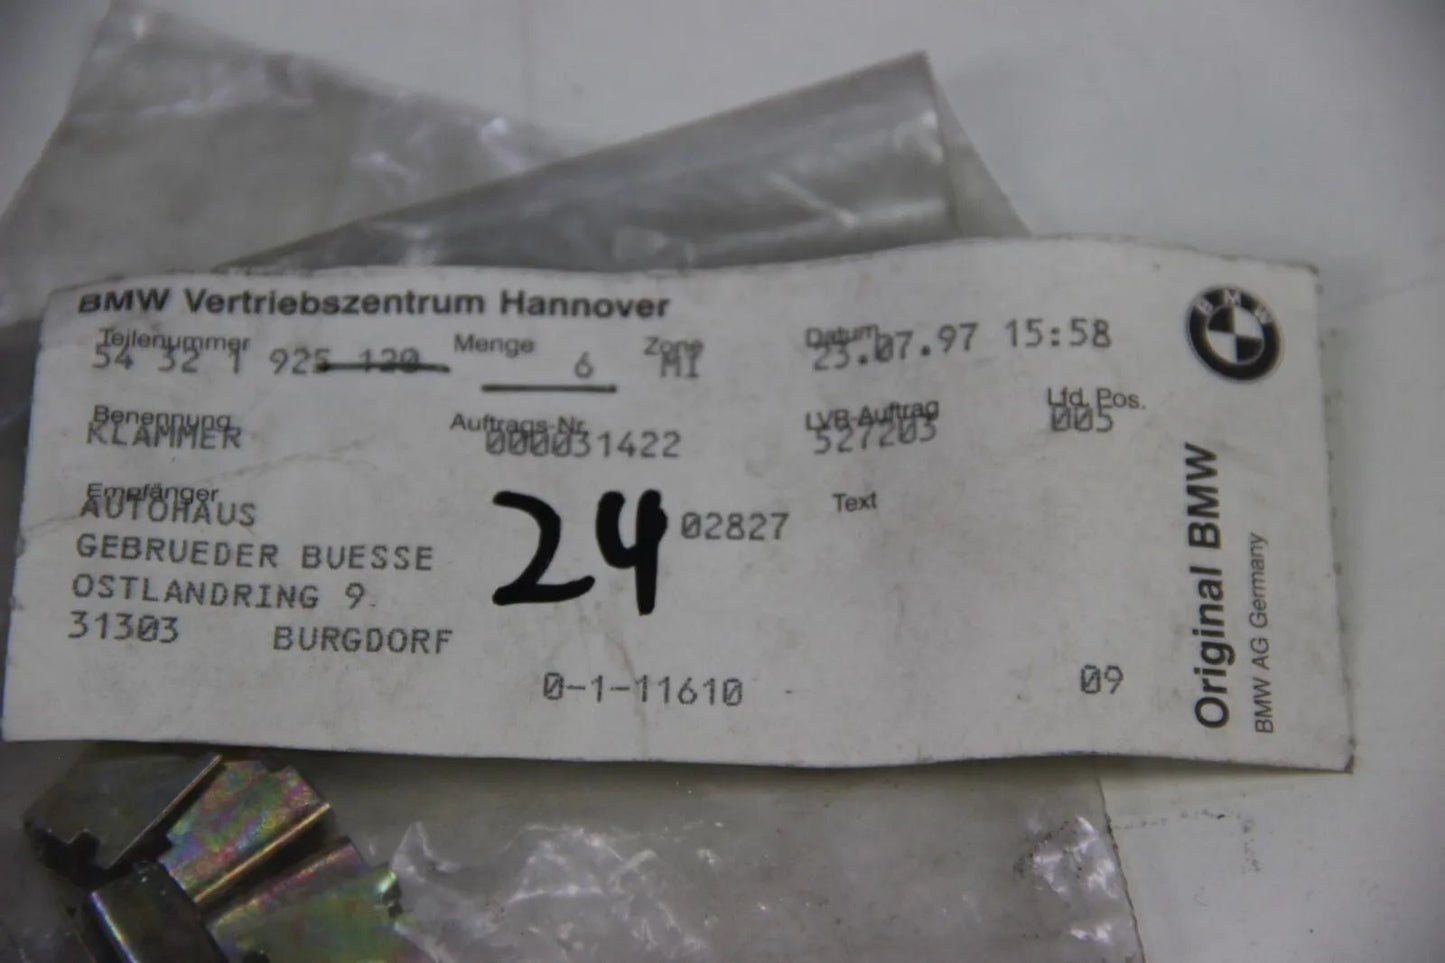 BMW Vertriebszentrum Hannover
Teilenummer Menge Zone Datum
54 32 1 925 120 6 MI 23.07.97 15:58
Benennung Auftrags-Nr. LVB-Auftrag Lfd. Pos.
KLAMMER 000031422 527203 005
Empfänger Text
AUTOHAUS 24 02827
GEBRUEDER BUESSE
OSTLANDRING 9
31303 BURGDORF
0-1-11610 09
BMW
Original BMW
BMW AG Germany